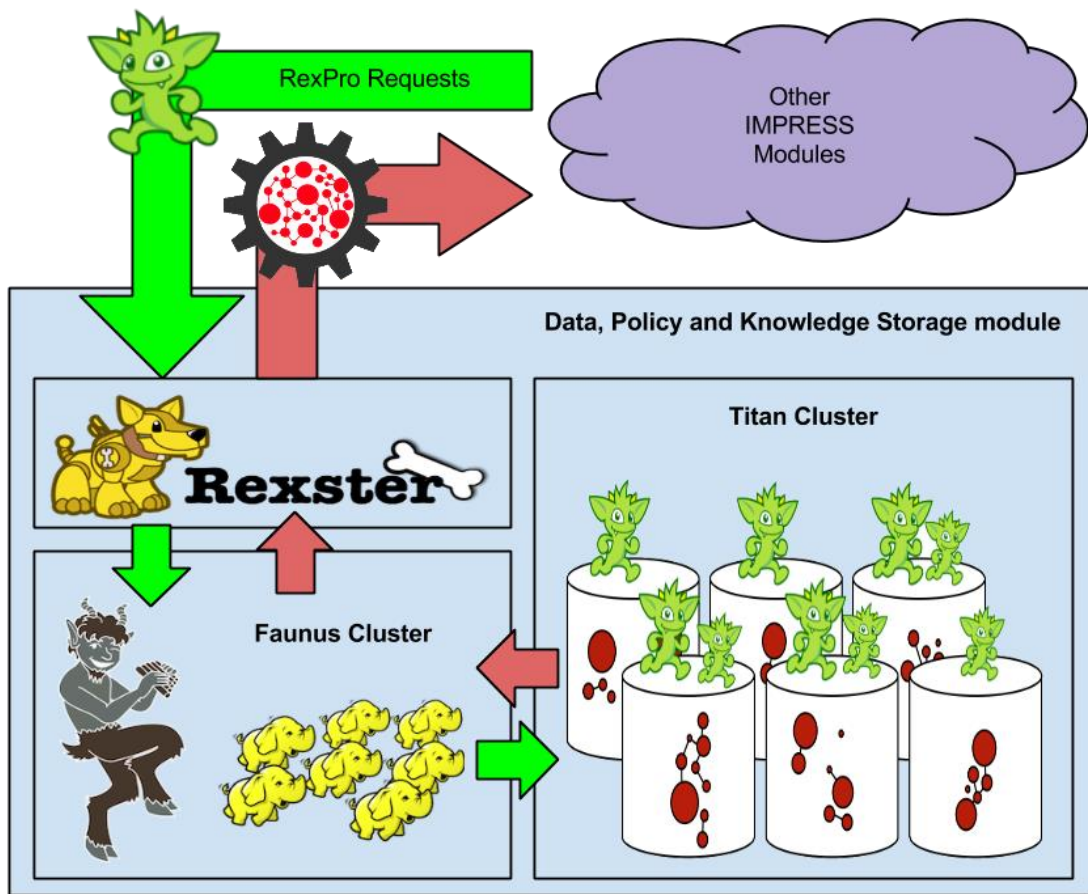 RexPro Requests
Other
IMPRESS
Modules
Data, Policy and Knowledge Storage module
Rexster
Titan Cluster
Faunus Cluster